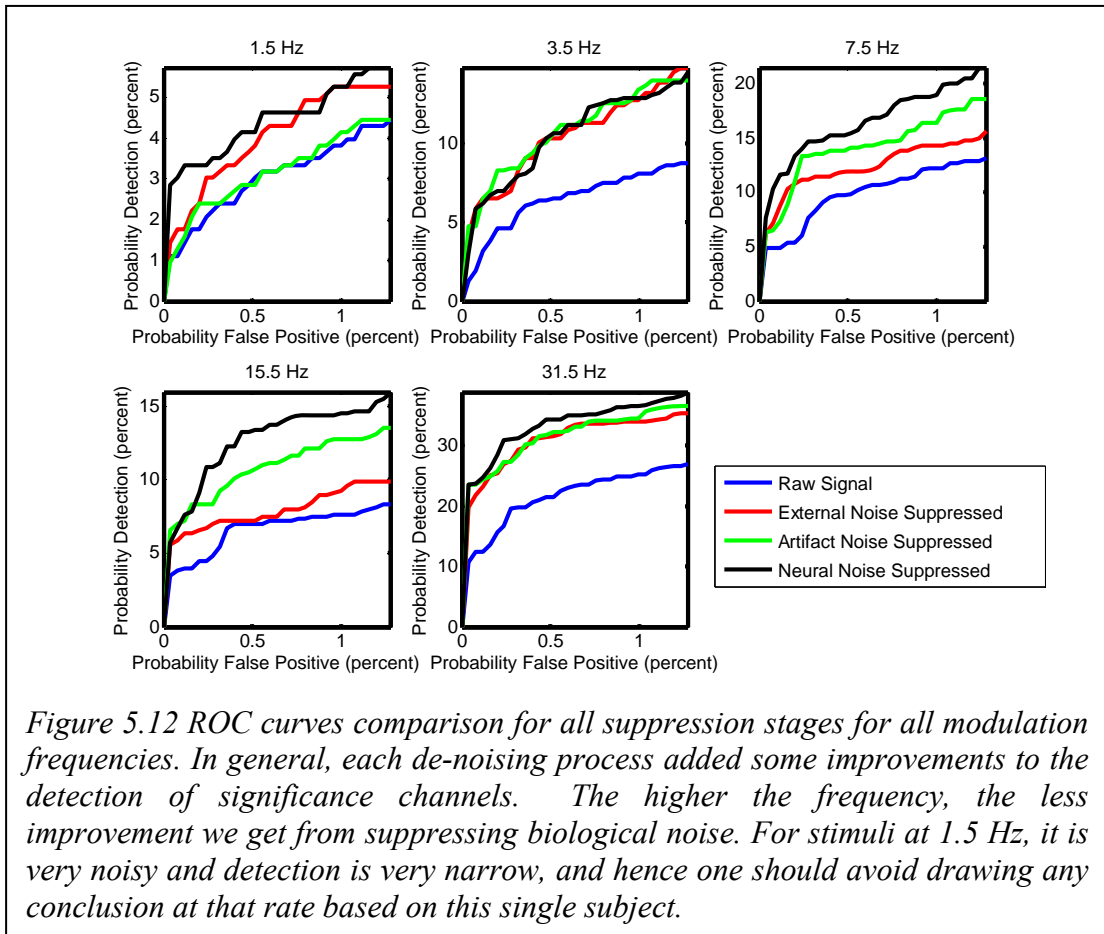 1.5 Hz
Probability Detection (percent)
5
4
3
2
1
0
0 0.5 1
Probability False Positive (percent)
3.5 Hz
Probability Detection (percent)
10
5
0
0 0.5 1
Probability False Positive (percent)
7.5 Hz
Probability Detection (percent)
20
15
10
5
0
0 0.5 1
Probability False Positive (percent)
15.5 Hz
Probability Detection (percent)
15
10
5
0
0 0.5 1
Probability False Positive (percent)
31.5 Hz
Probability Detection (percent)
30
20
10
0
0 0.5 1
Probability False Positive (percent)
Raw Signal
External Noise Suppressed
Artifact Noise Suppressed
Neural Noise Suppressed
Figure 5.12 ROC curves comparison for all suppression stages for all modulation
frequencies. In general, each de-noising process added some improvements to the
detection of significance channels. The higher the frequency, the less
improvement we get from suppressing biological noise. For stimuli at 1.5 Hz, it is
very noisy and detection is very narrow, and hence one should avoid drawing any
conclusion at that rate based on this single subject.